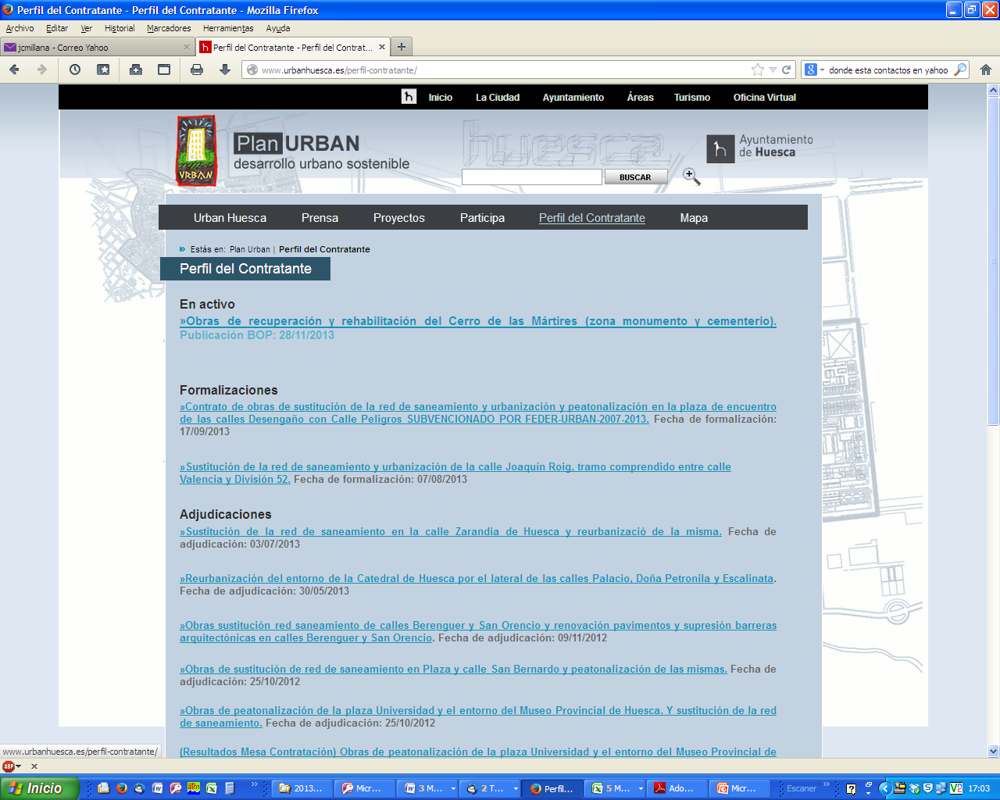 Perfil del Contratante - Perfil del Contratante - Mozilla Firefox
Archivo Editar Ver Historial Marcadores Herramientas Ayuda
jcmillana - Correo Yahoo
Perfil del Contratante - Perfil del Contrat...
www.urbanhuesca.es/perfil-contratante/
donde esta contactos en yahoo
Inicio La Ciudad Ayuntamiento Áreas Turismo Oficina Virtual
VRBAN
Plan URBAN
desarrollo urbano sostenible
huesca
Ayuntamiento
de Huesca
BUSCAR
Urban Huesca Prensa Proyectos Participa Perfil del Contratante Mapa
Estás en: Plan Urban | Perfil del Contratante
Perfil del Contratante
En activo
»Obras de recuperación y rehabilitación del Cerro de las Mártires (zona monumento y cementerio).
Publicación BOP: 28/11/2013
Formalizaciones
»Contrato de obras de sustitución de la red de saneamiento y urbanización y peatonalización en la plaza de encuentro
de las calles Desengaño con Calle Peligros SUBVENCIONADO POR FEDER-URBAN-2007-2013. Fecha de formalización:
17/09/2013
»Sustitución de la red de saneamiento y urbanización de la calle Joaquín Roig, tramo comprendido entre calle
Valencia y División 52. Fecha de formalización: 07/08/2013
Adjudicaciones
»Sustitución de la red de saneamiento en la calle Zarandia de Huesca y reurbanizació de la misma. Fecha de
adjudicación: 03/07/2013
»Reurbanización del entorno de la Catedral de Huesca por el lateral de las calles Palacio, Doña Petronila y Escalinata.
Fecha de adjudicación: 30/05/2013
»Obras sustitución red saneamiento de calles Berenguer y San Orencio y renovación pavimentos y supresión barreras
arquitectónicas en calles Berenguer y San Orencio. Fecha de adjudicación: 09/11/2012
»Obras de sustitución de red de saneamiento en Plaza y calle San Bernardo y peatonalización de las mismas. Fecha de
adjudicación: 25/10/2012
»Obras de peatonalización de la plaza Universidad y el entorno del Museo Provincial de Huesca. Y sustitución de la red
de saneamiento. Fecha de adjudicación: 25/10/2012
(Resultados Mesa Contratación) Obras de peatonalización de la plaza Universidad y el entorno del Museo Provincial de
www.urbanhuesca.es/perfil-contratante/
ABP
Inicio 2013... Micr... 3 M... 2 T... Perfil... 5 M... Ado... Micr... Escaner 17:03